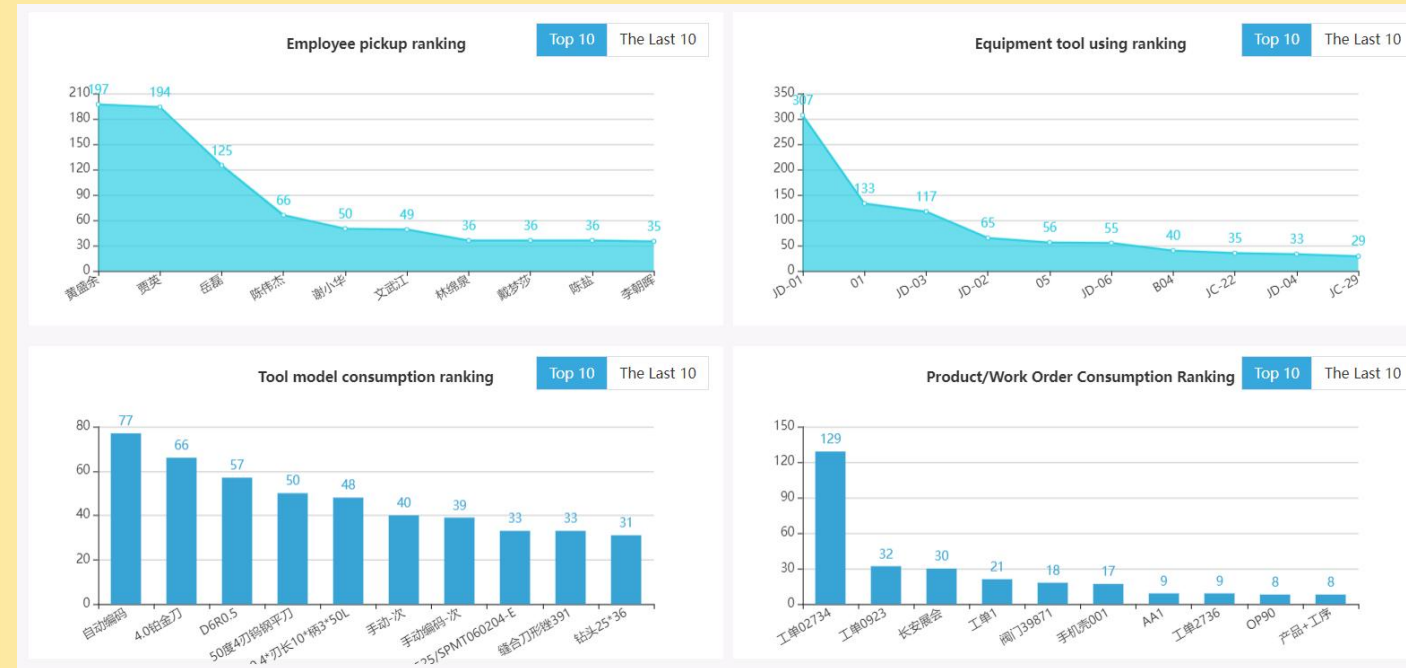 Employee pickup ranking
Top 10 The Last 10
210 197 194
180
150 125
120
90 66
60 50 49 36 36 36 35
30
0
黄盛余 贾英 岳磊 陈伟杰 谢小华 文武江 林绵泉 戴梦莎 陈盐 李朝晖
Equipment tool using ranking
Top 10 The Last 10
350
307
300
250
200
150 133 117
100 65 56 55 40 35 33 29
50
0
JD-01 01 JD-03 JD-02 05 JD-06 B04 JC-22 JD-04 JC-29
Tool model consumption ranking
Top 10 The Last 10
80 77 66
60 57 50 48
40 40 39 33 33 31
20
0
自动编码 4.0铂金刀 D6R0.5 50度4刃钨钢平刀 0.4*刃长10*柄3*50L 手动-次 手动编码-次 525/SPMT060204-E 缝合刀形锉391 钻头25*36
Product/Work Order Consumption Ranking
Top 10 The Last 10
150
129
120
90
60
30 32 30 21 18 17 9 9 8 8
0
工单02734 工单0923 长安展会 工单1 阀门39871 手机壳001 AA1 工单2736 OP90 产品+工序